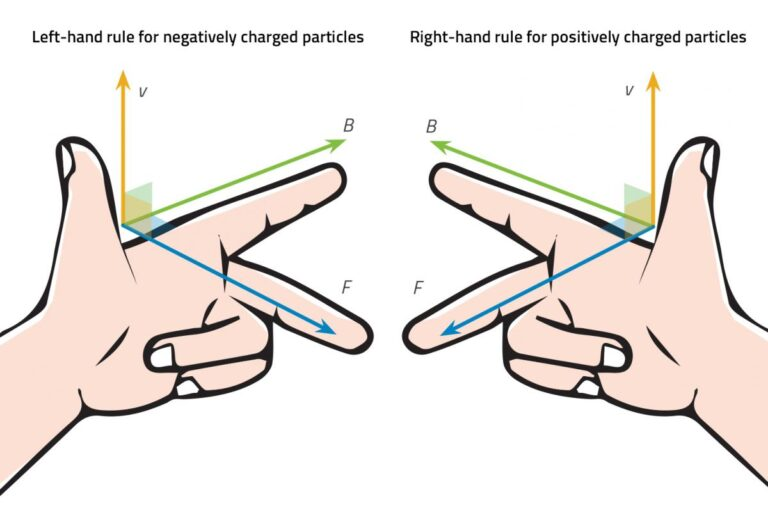 Left-hand rule for negatively charged particles
Right-hand rule for positively charged particles
v
B
F
v
B
F